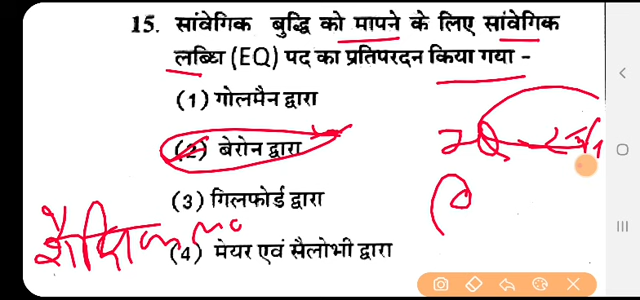 15. सांवेगिक बुद्धि को मापने के लिए सांवेगिक
लब्धि (EQ) पद का प्रतिपरदन किया गया -
(1) गोलमैन द्वारा
(2) बेरोन द्वारा
(3) गिलफोर्ड द्वारा
(4) मेयर एवं सैलोभी द्वारा